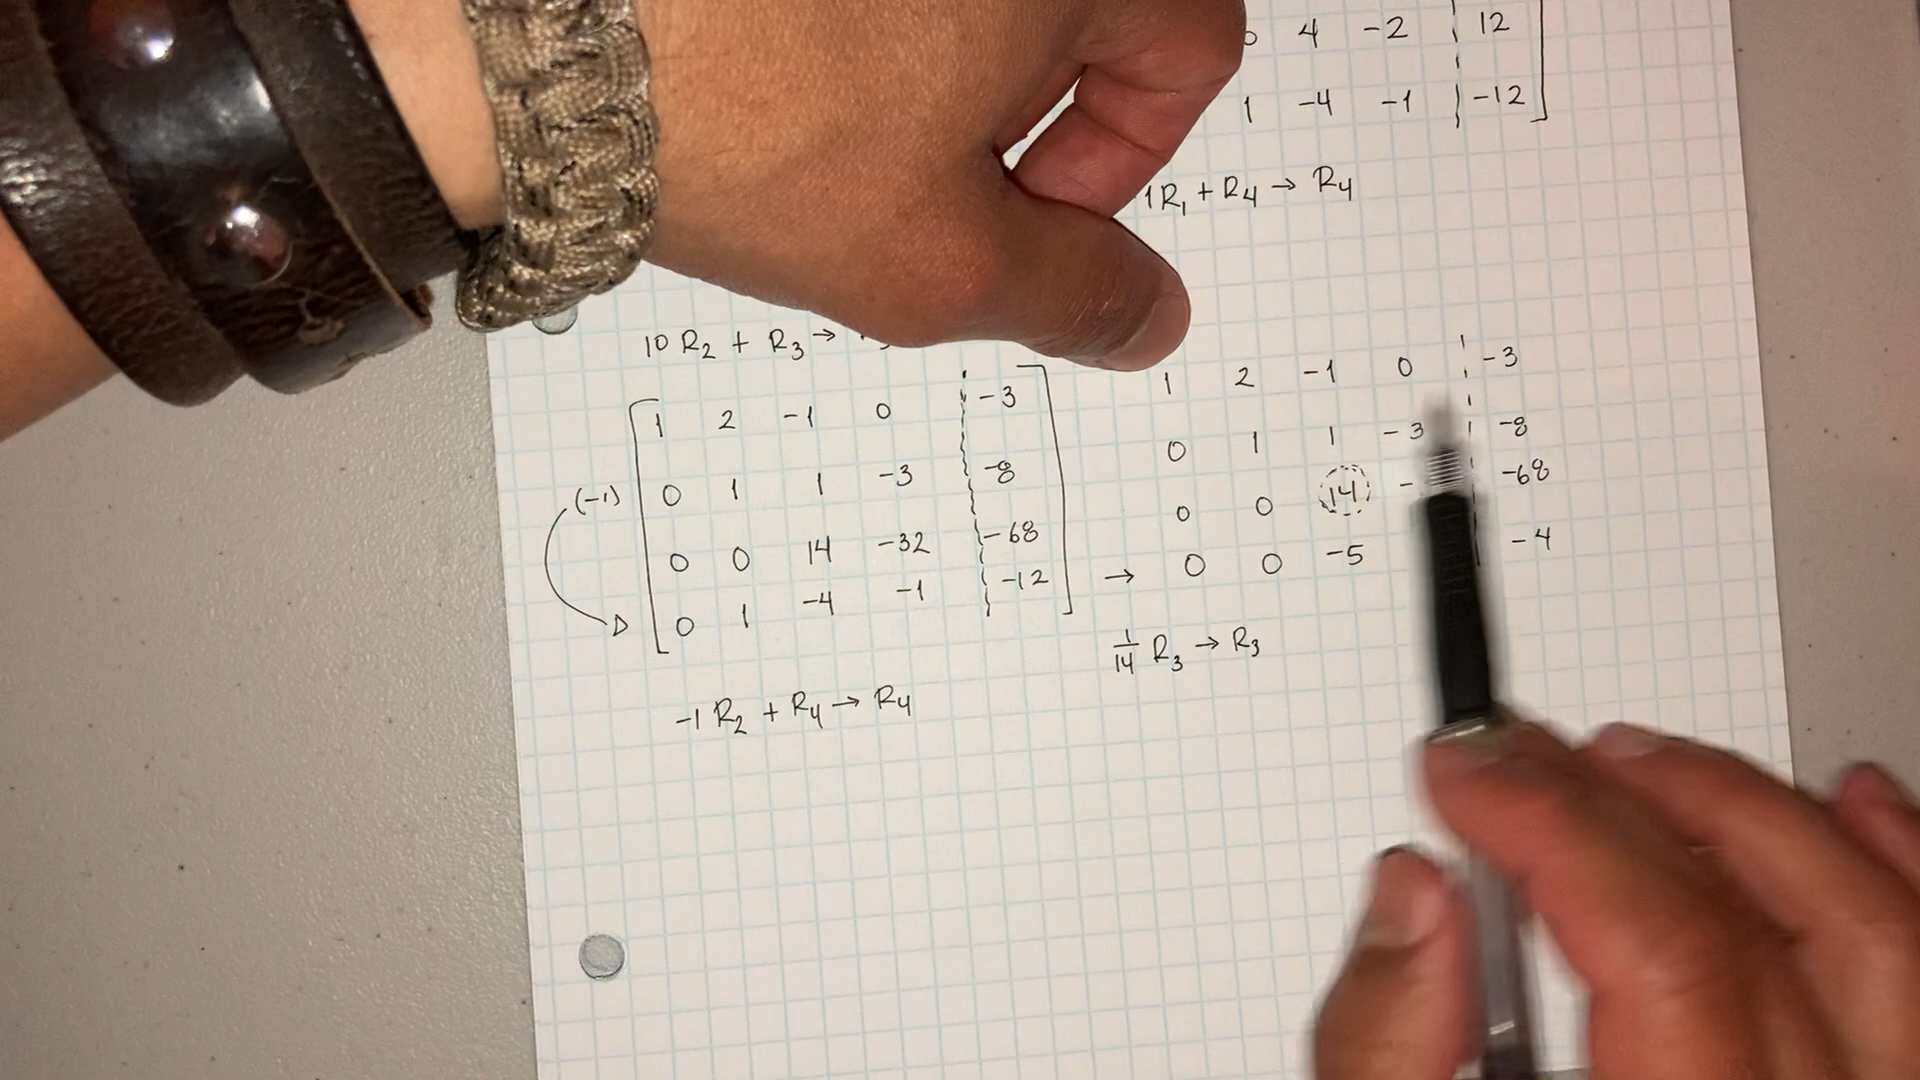 4 -2 | 12
1 -4 -1 | -12
1R₁ + R₄ → R₄
10 R₂ + R₃ →
1 2 -1 0 | -3
(-1) 0 1 1 -3 | -8
0 0 14 -32 | -68
0 1 -4 -1 | -12
-1 R₂ + R₄ → R₄
1 2 -1 0 | -3
0 1 1 -3 | -8
0 0 14 - | -68
→ 0 0 -5 | -4
1/14 R₃ → R₃